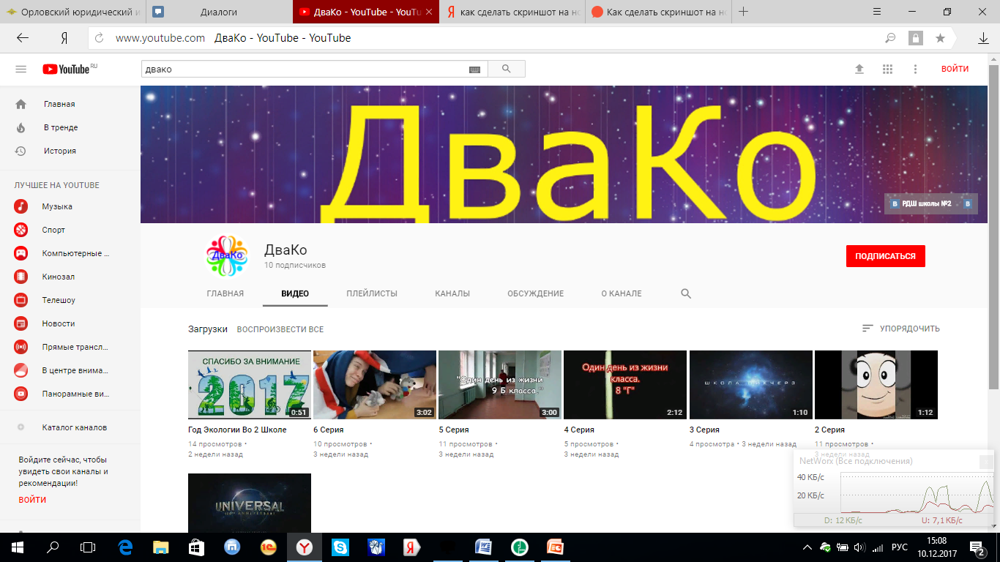 Орловский юридический и
Диалоги
ДваКо - YouTube - YouTu
как сделать скриншот на но
Как сделать скриншот на но
Я
www.youtube.com ДваКо - YouTube - YouTube
YouTube RU
двако
ВОЙТИ
Главная
В тренде
История
ЛУЧШЕЕ НА YOUTUBE
Музыка
Спорт
Компьютерные ...
Кинозал
Телешоу
Новости
Прямые трансл...
В центре внима...
Панорамные ви...
Каталог каналов
Войдите сейчас, чтобы
увидеть свои каналы и
рекомендации!
ВОЙТИ
ДваКо
РДШ школы №2
ДваКо
ДваКо
10 подписчиков
ПОДПИСАТЬСЯ
ГЛАВНАЯ ВИДЕО ПЛЕЙЛИСТЫ КАНАЛЫ ОБСУЖДЕНИЕ О КАНАЛЕ
Загрузки ВОСПРОИЗВЕСТИ ВСЕ
УПОРЯДОЧИТЬ
СПАСИБО ЗА ВНИМАНИЕ
2017
0:51
Год Экологии Во 2 Школе
14 просмотров •
2 недели назад
3:02
6 Серия
10 просмотров •
3 недели назад
"Один день из жизни
9 Б класса."
3:00
5 Серия
11 просмотров •
3 недели назад
Один день из жизни
класса.
8 "Г"
2:12
4 Серия
5 просмотров •
3 недели назад
ШКОЛА ПИКЧЕРЗ
1:10
3 Серия
4 просмотра • 3 недели назад
1:12
2 Серия
11 просмотров •
3 недели назад
UNIVERSAL
NetWorx (Все подключения)
40 КБ/с
20 КБ/с
D: 12 КБ/с U: 7,1 КБ/с
РУС
15:08
10.12.2017
2